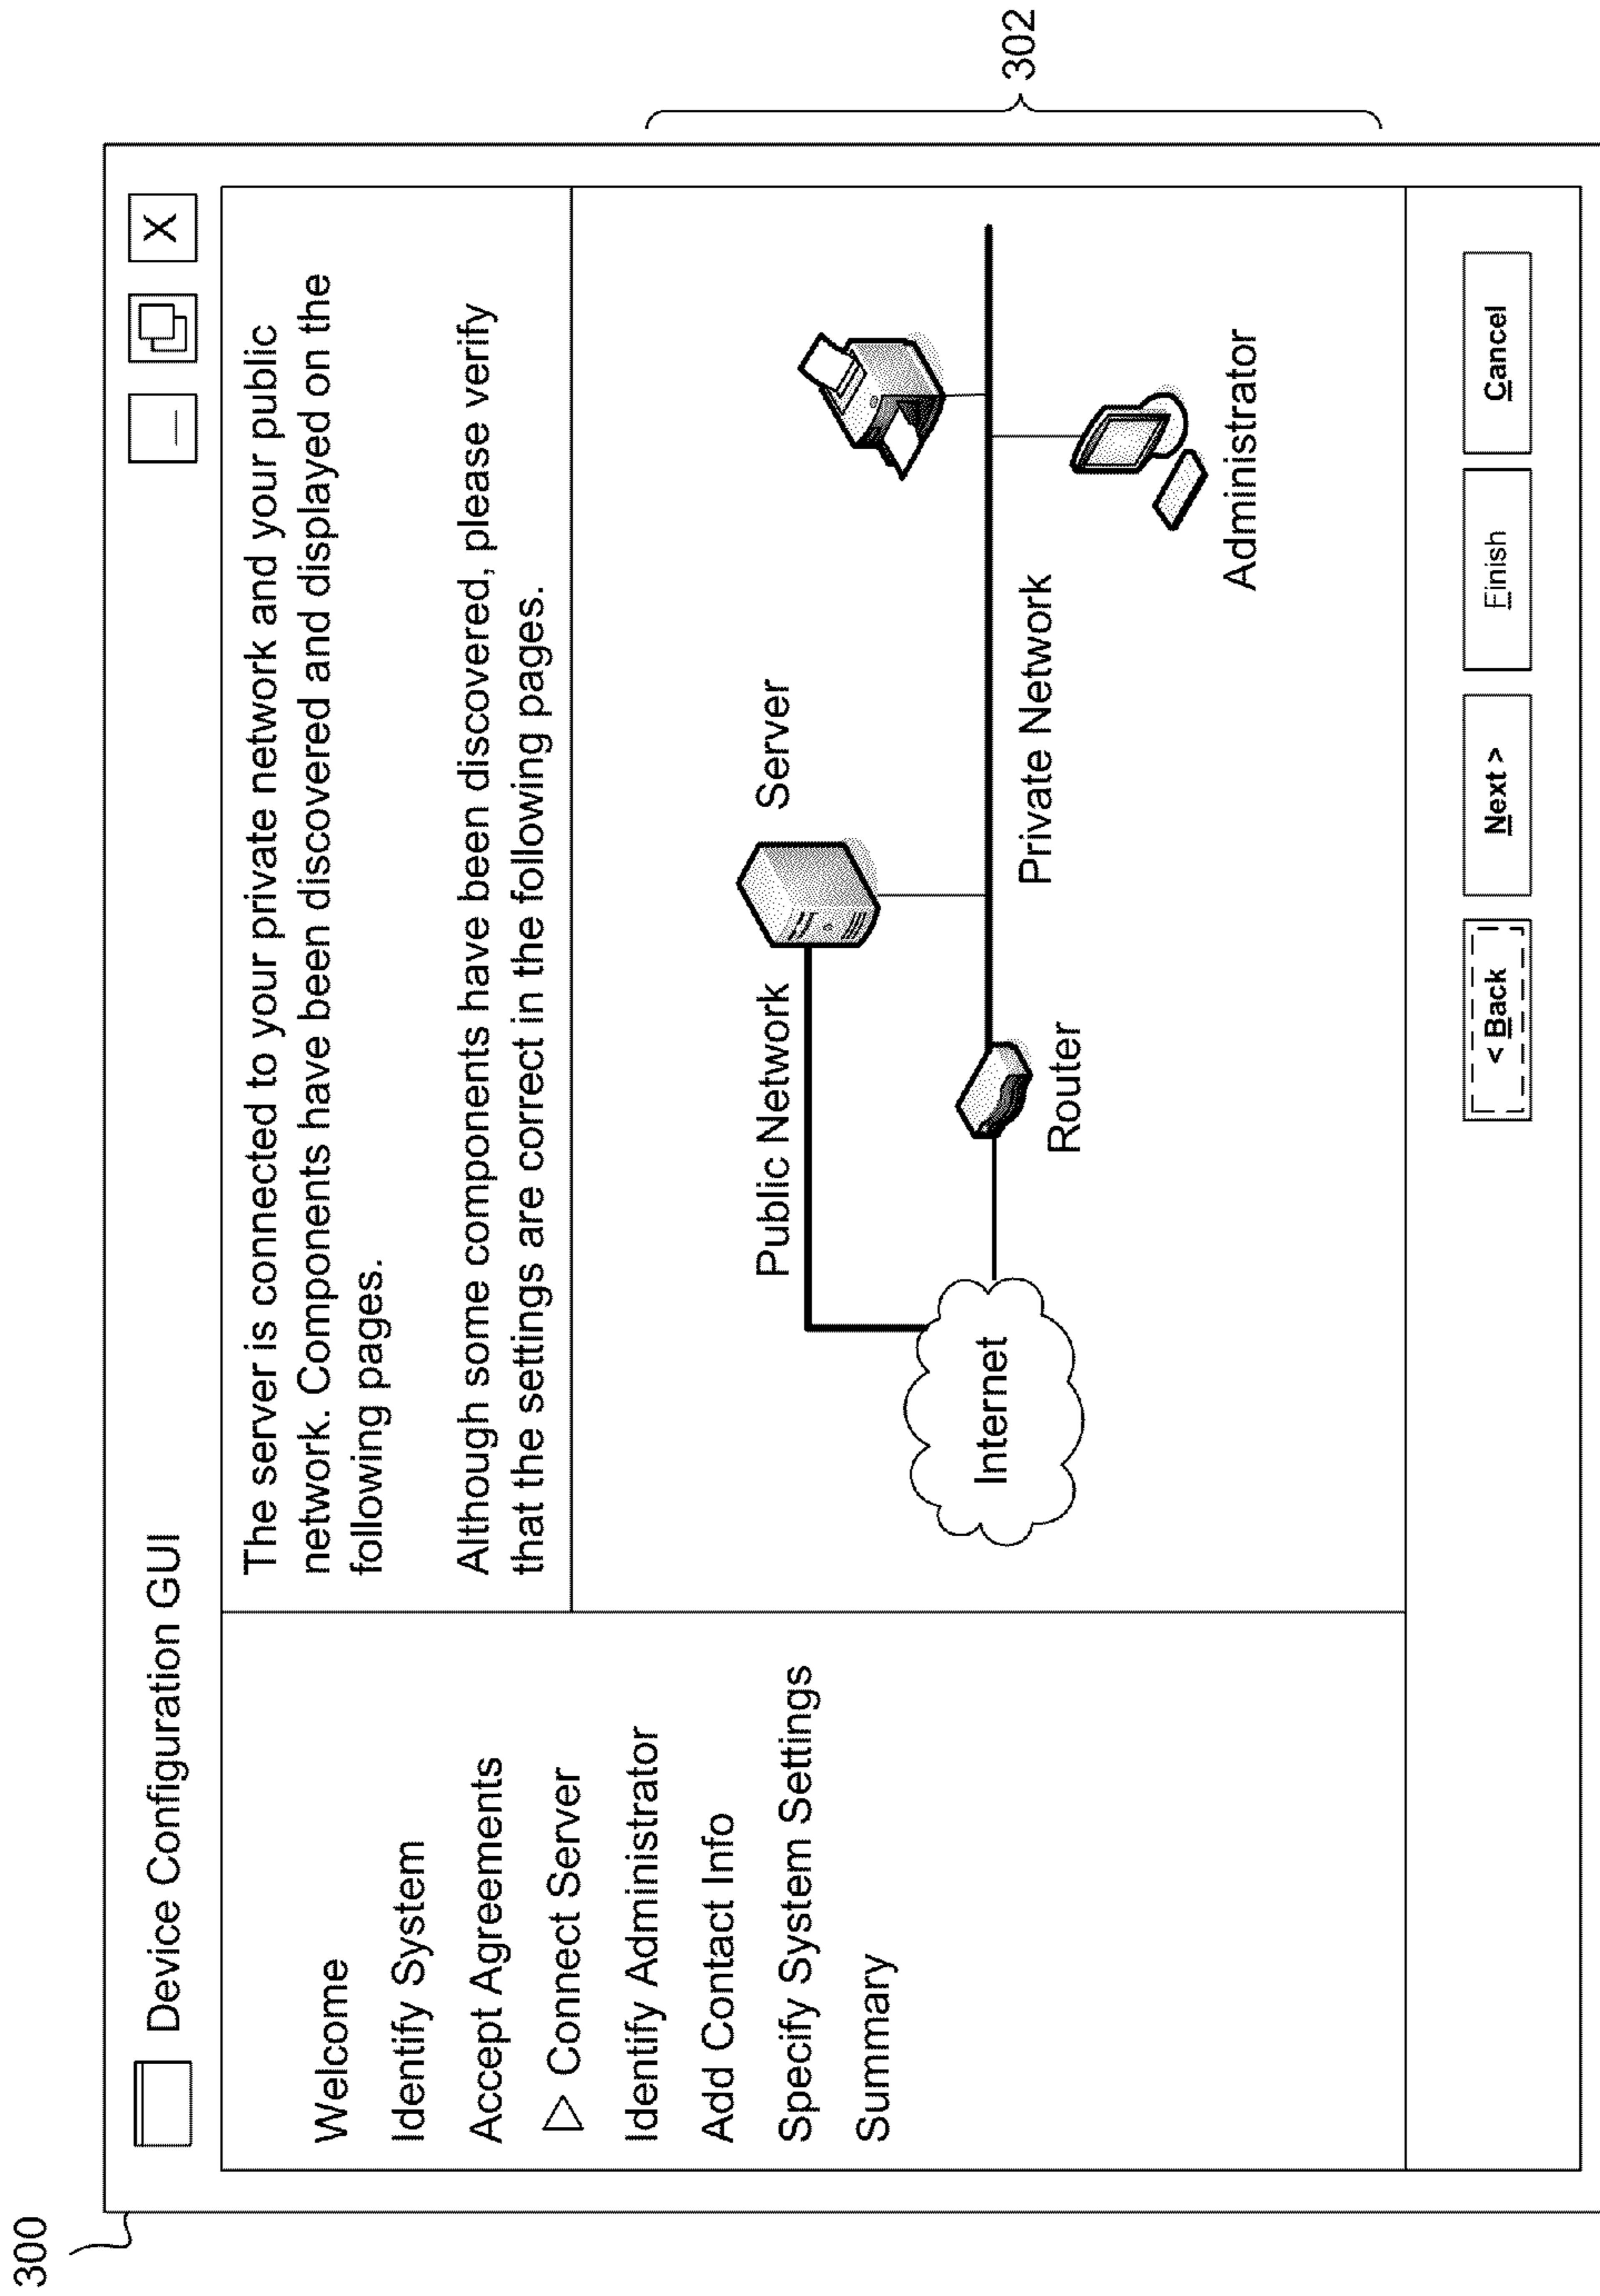 300
Device Configuration GUI
X
Welcome
Identify System
Accept Agreements
Connect Server
Identify Administrator
Add Contact Info
Specify System Settings
Summary
The server is connected to your private network and your public
network. Components have been discovered and displayed on the
following pages.
Although some components have been discovered, please verify
that the settings are correct in the following pages.
Public Network
Server
Internet
Router
Private Network
Administrator
302
< Back
Next >
Finish
Cancel